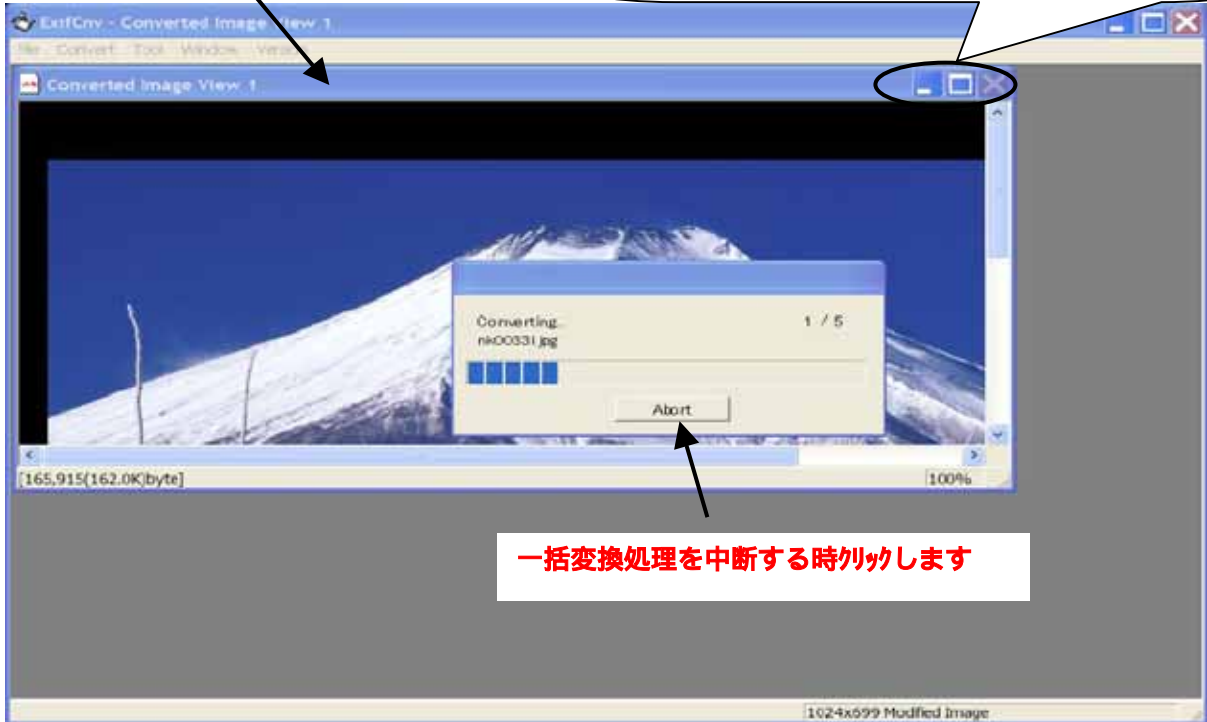 ExifCnv - Converted Image View 1
File Convert Tool Window Version
Converted Image View 1
Converting...
1 / 5
Abort
[165,915(162.0K)byte]
100%
一括変換処理を中断する時ｸﾘｯｸします
1024x699 Modified Image